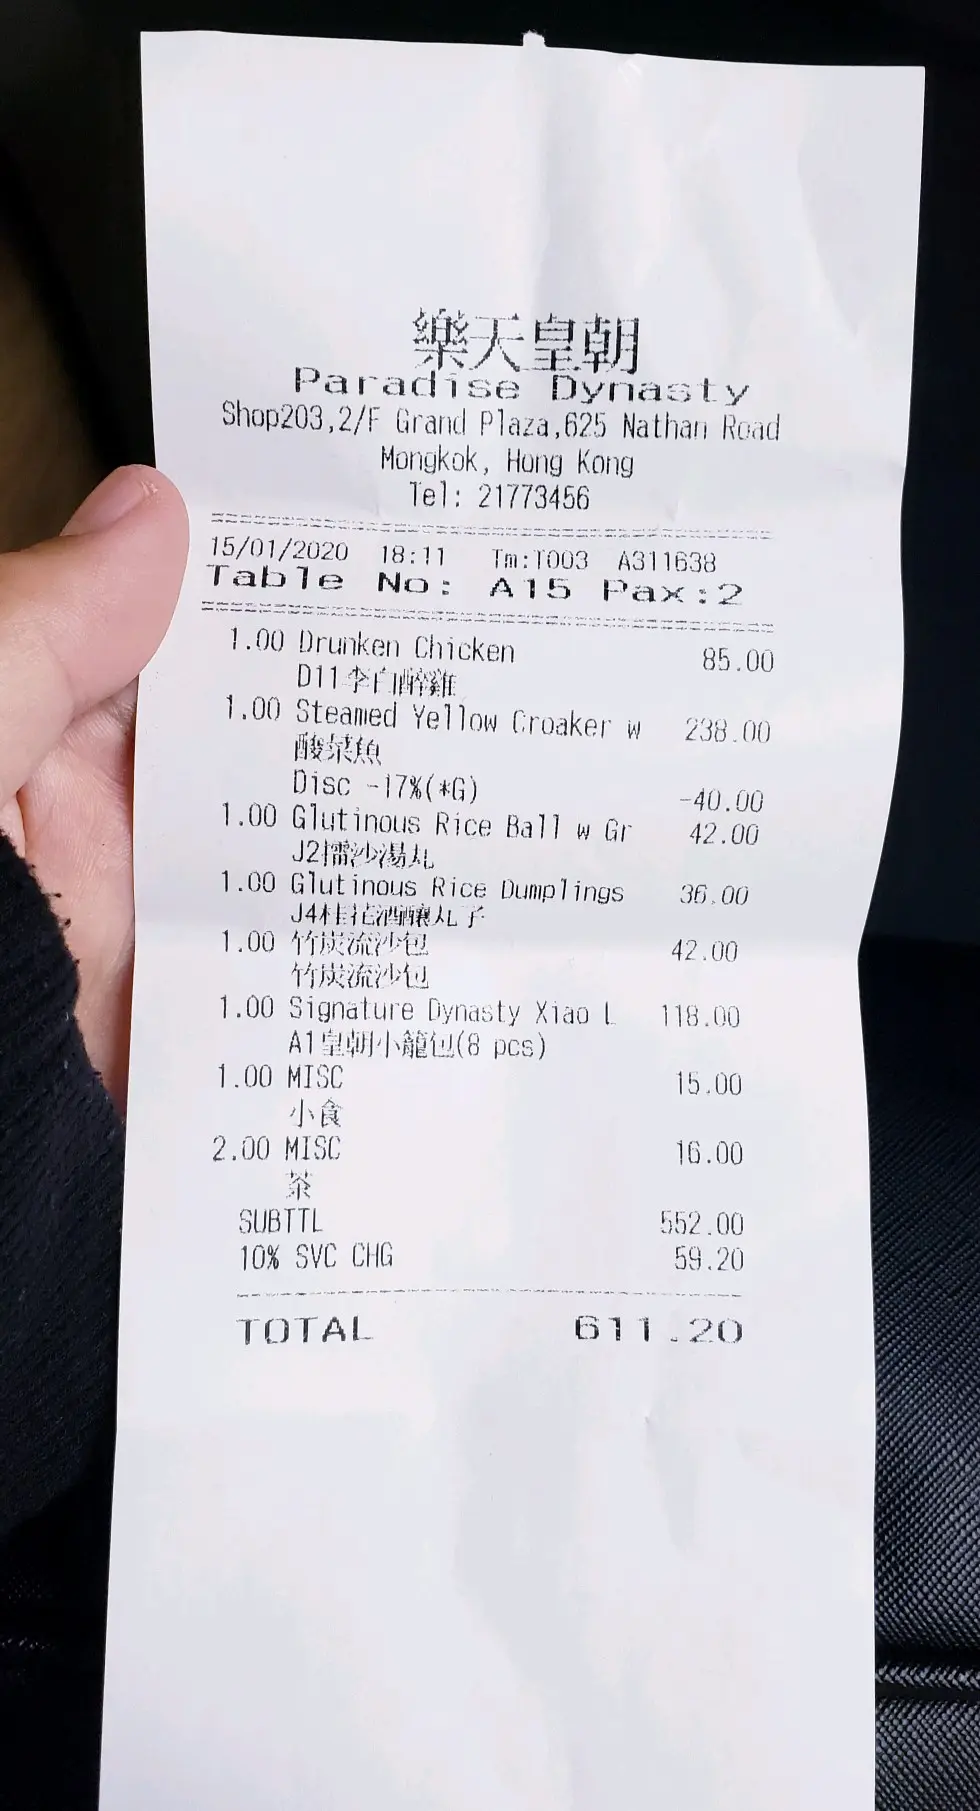 樂天皇朝
Paradise Dynasty
Shop203,2/F Grand Plaza,625 Nathan Road
Mongkok, Hong Kong
Tel: 21773456
15/01/2020 18:11 Tm:T003 A311638
Table No: A15 Pax:2
1.00 Drunken Chicken 85.00
D11李白醉雞
1.00 Steamed Yellow Croaker w 238.00
酸菜魚
Disc -17%(*G) -40.00
1.00 Glutinous Rice Ball w Gr 42.00
J2擂沙湯丸
1.00 Glutinous Rice Dumplings 36.00
J4桂花酒釀丸子
1.00 竹炭流沙包 42.00
竹炭流沙包
1.00 Signature Dynasty Xiao L 118.00
A1皇朝小籠包(8 pcs)
1.00 MISC 15.00
小食
2.00 MISC 16.00
茶
SUBTTL 552.00
10% SVC CHG 59.20
TOTAL 611.20